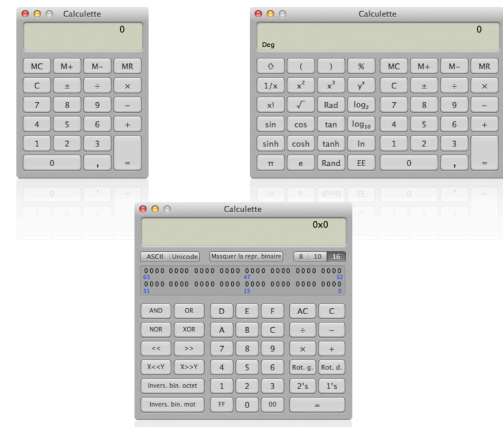 Calculette
0
MC M+ M− MR
C ± ÷ ×
7 8 9 −
4 5 6 +
1 2 3
0 , =
Calculette
0
Deg
⇧ ( ) % MC M+ M− MR
1/x x² x³ yˣ C ± ÷ ×
x! √ Rad log₂ 7 8 9 −
sin cos tan log₁₀ 4 5 6 +
sinh cosh tanh ln 1 2 3
π e Rand EE 0 , =
Calculette
0x0
ASCII Unicode Masquer la repr. binaire 8 10 16
0000 0000 0000 0000 0000 0000 0000 0000
63 47 32
0000 0000 0000 0000 0000 0000 0000 0000
31 15 0
AND OR D E F AC C
NOR XOR A B C ÷ −
<< >> 7 8 9 × +
X<<Y X>>Y 4 5 6 Rot. g. Rot. d.
Invers. bin. octet 1 2 3 2's 1's
Invers. bin. mot FF 0 00 =